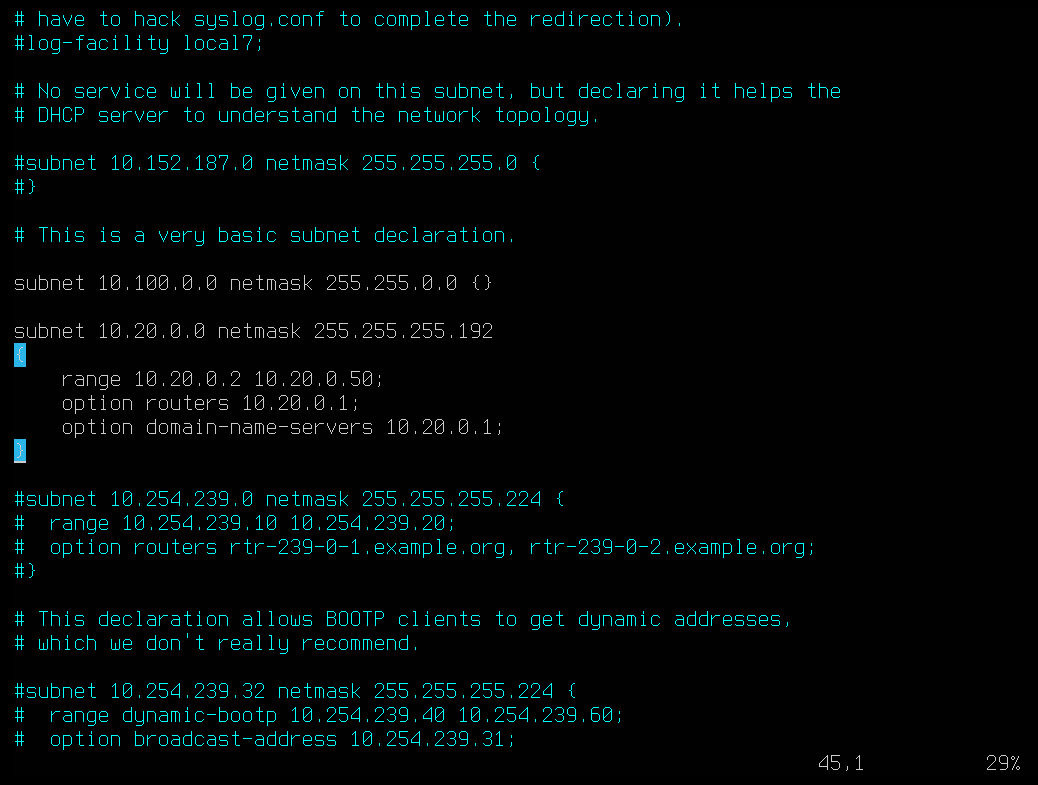 # have to hack syslog.conf to complete the redirection).
#log-facility local7;
# No service will be given on this subnet, but declaring it helps the
# DHCP server to understand the network topology.
#subnet 10.152.187.0 netmask 255.255.255.0 {
#}
# This is a very basic subnet declaration.
subnet 10.100.0.0 netmask 255.255.0.0 {}
subnet 10.20.0.0 netmask 255.255.255.192
{
    range 10.20.0.2 10.20.0.50;
    option routers 10.20.0.1;
    option domain-name-servers 10.20.0.1;
}
#subnet 10.254.239.0 netmask 255.255.255.224 {
#  range 10.254.239.10 10.254.239.20;
#  option routers rtr-239-0-1.example.org, rtr-239-0-2.example.org;
#}
# This declaration allows BOOTP clients to get dynamic addresses,
# which we don't really recommend.
#subnet 10.254.239.32 netmask 255.255.255.224 {
#  range dynamic-bootp 10.254.239.40 10.254.239.60;
#  option broadcast-address 10.254.239.31;
45,1 29%